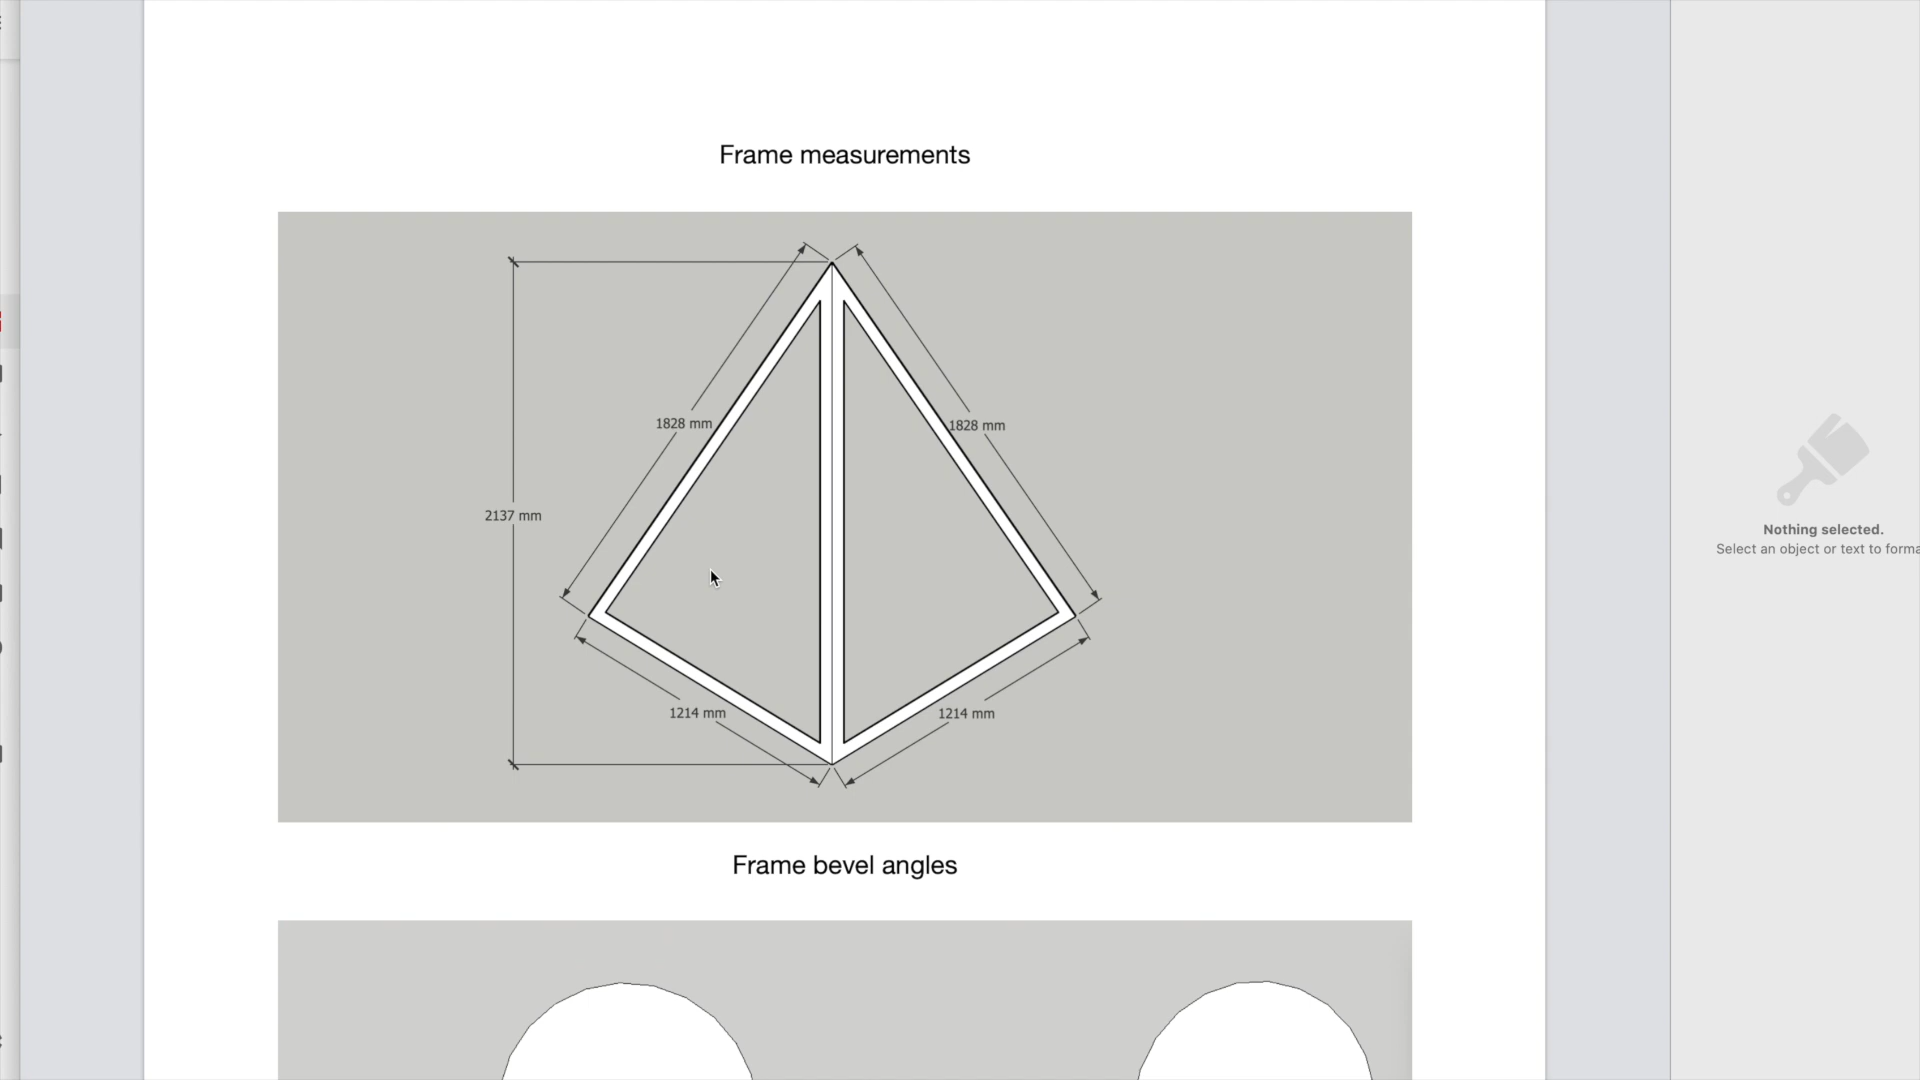 Frame measurements
1828 mm
1828 mm
2137 mm
1214 mm
1214 mm
Nothing selected.
Select an object or text to forma
Frame bevel angles